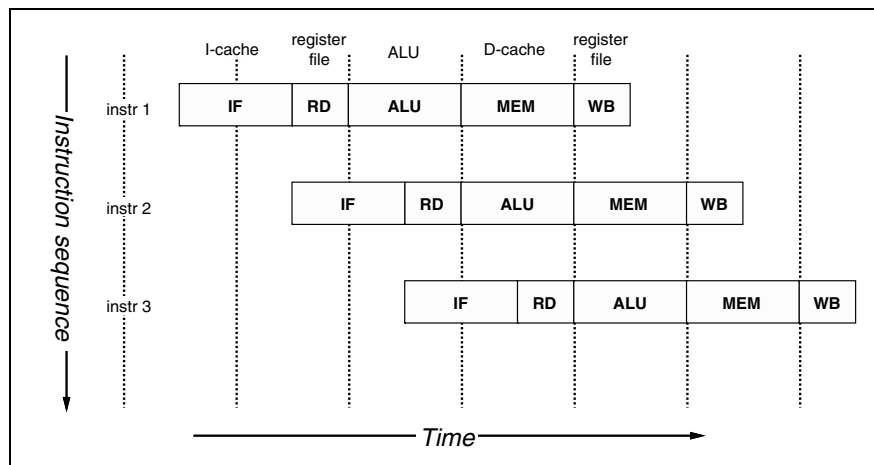 I-cache
register
file
ALU
D-cache
register
file
instr 1
IF
RD
ALU
MEM
WB
instr 2
IF
RD
ALU
MEM
WB
instr 3
IF
RD
ALU
MEM
WB
Instruction sequence
Time